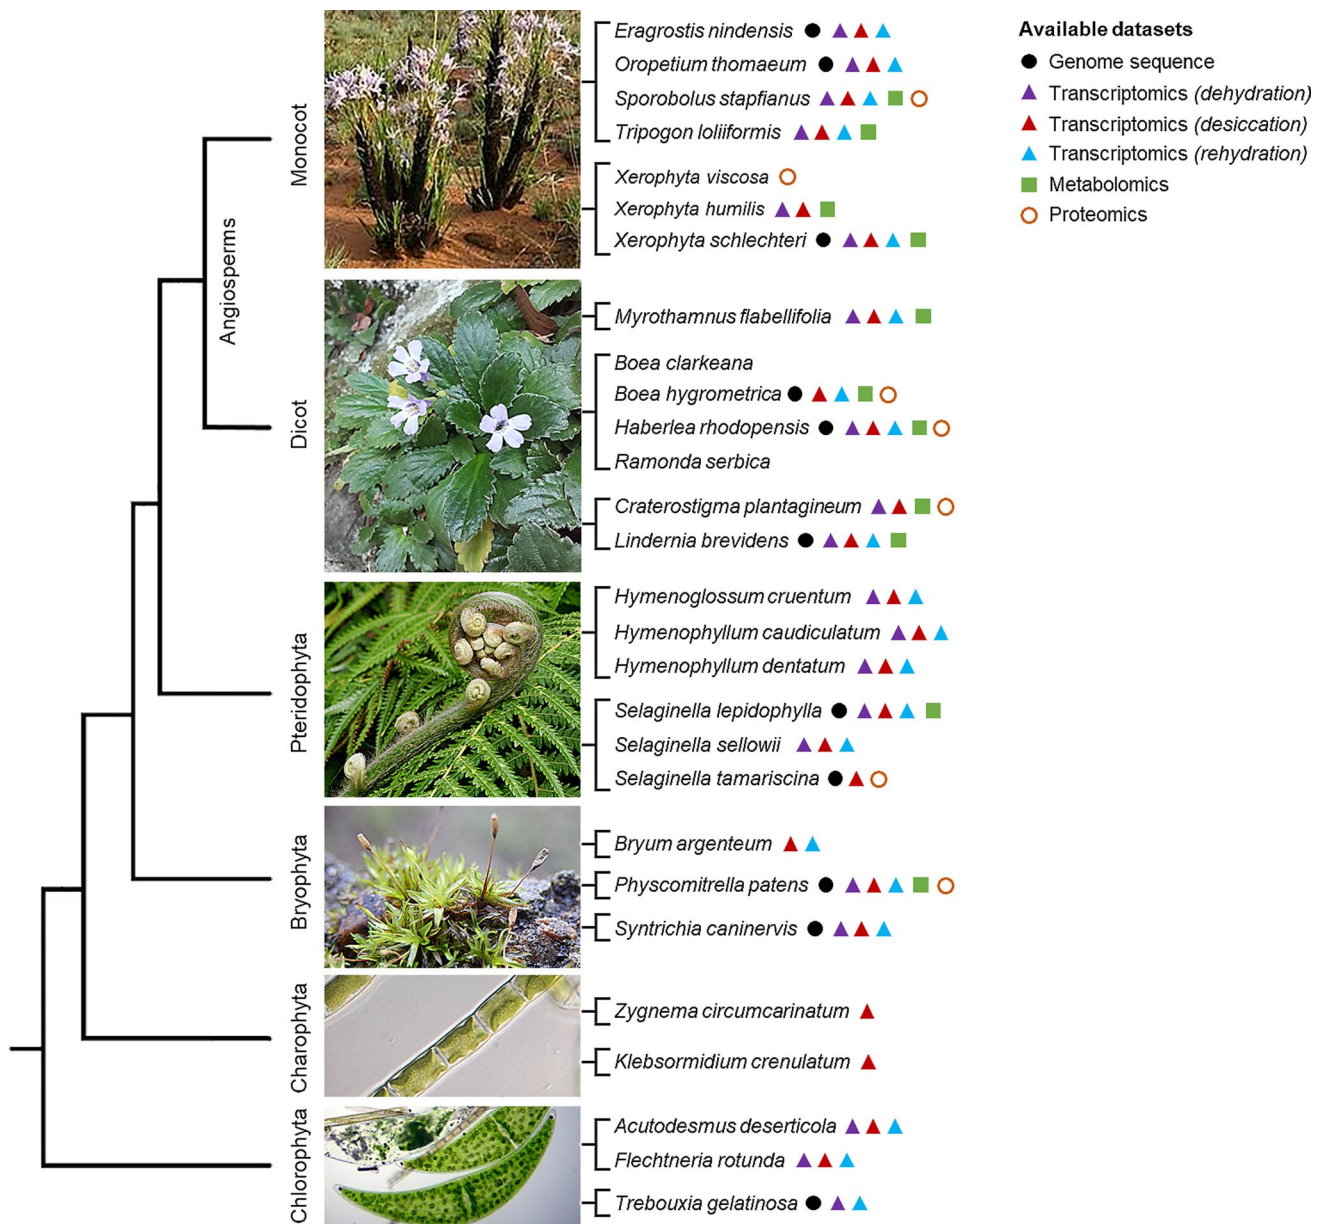 Monocot
Angiosperms
Dicot
Pteridophyta
Bryophyta
Charophyta
Chlorophyta
Eragrostis nindensis
Oropetium thomaeum
Sporobolus stapfianus
Tripogon loliiformis
Xerophyta viscosa
Xerophyta humilis
Xerophyta schlechteri
Myrothamnus flabellifolia
Boea clarkeana
Boea hygrometrica
Haberlea rhodopensis
Ramonda serbica
Craterostigma plantagineum
Lindernia brevidens
Hymenoglossum cruentum
Hymenophyllum caudiculatum
Hymenophyllum dentatum
Selaginella lepidophylla
Selaginella sellowii
Selaginella tamariscina
Bryum argenteum
Physcomitrella patens
Syntrichia caninervis
Zygnema circumcarinatum
Klebsormidium crenulatum
Acutodesmus deserticola
Flechtneria rotunda
Trebouxia gelatinosa
Available datasets
Genome sequence
Transcriptomics (dehydration)
Transcriptomics (desiccation)
Transcriptomics (rehydration)
Metabolomics
Proteomics